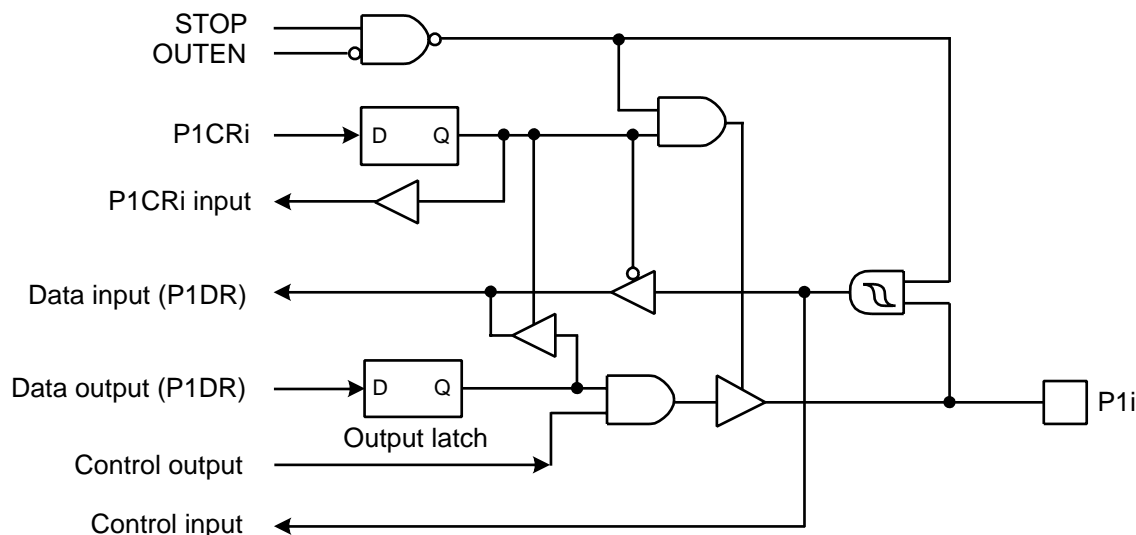 STOP
OUTEN
P1CRi
D Q
P1CRi input
Data input (P1DR)
Data output (P1DR)
D Q
P1i
Output latch
Control output
Control input